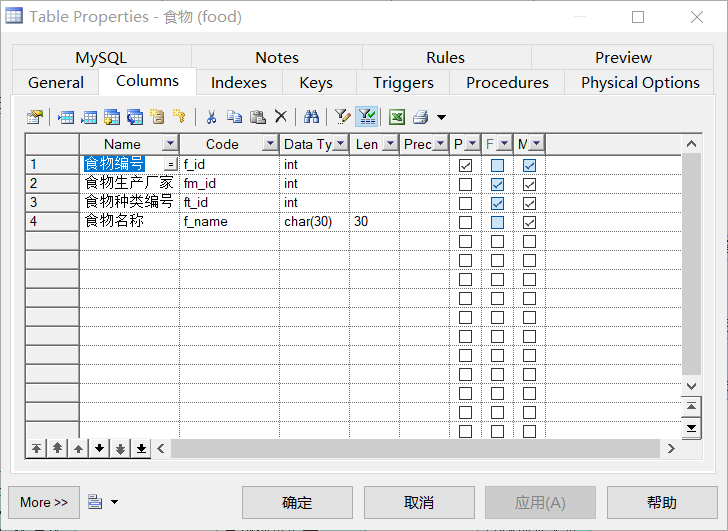 Table Properties - 食物 (food)
MySQL Notes Rules Preview
General Columns Indexes Keys Triggers Procedures Physical Options
Name Code Data Ty Len Prec P F M
1 食物编号 = f_id int
2 食物生产厂家 fm_id int
3 食物种类编号 ft_id int
4 食物名称 f_name char(30) 30
More >> 确定 取消 应用(A) 帮助